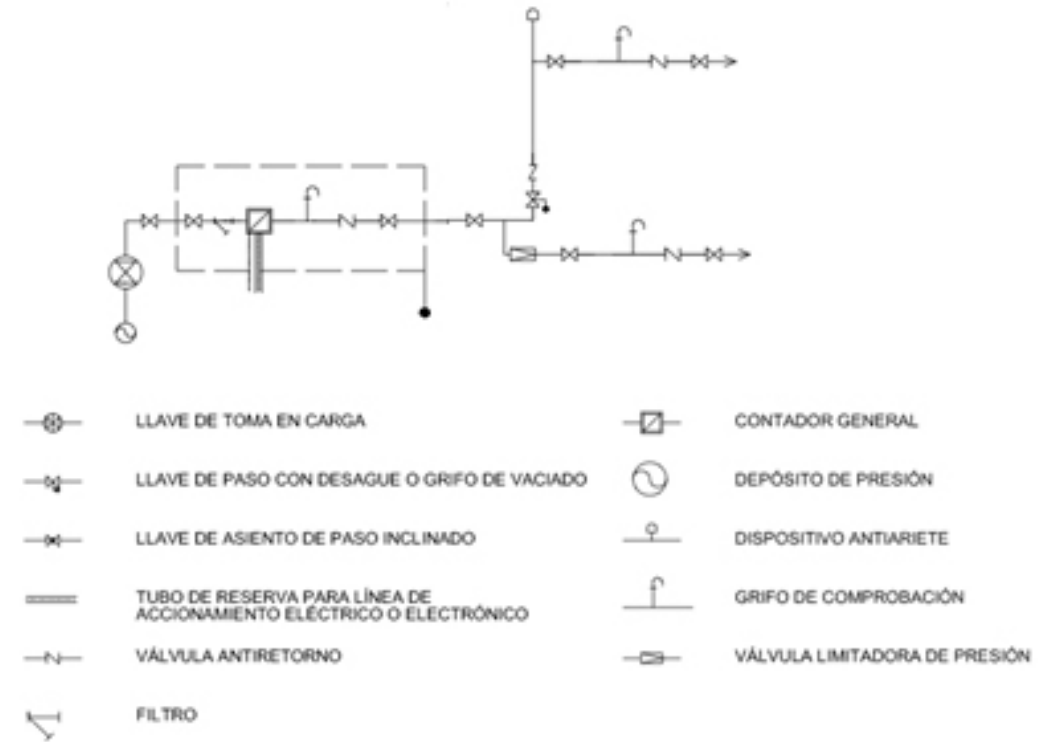 LLAVE DE TOMA EN CARGA
LLAVE DE PASO CON DESAGUE O GRIFO DE VACIADO
LLAVE DE ASIENTO DE PASO INCLINADO
TUBO DE RESERVA PARA LÍNEA DE
ACCIONAMIENTO ELÉCTRICO O ELECTRÓNICO
VÁLVULA ANTIRETORNO
FILTRO
CONTADOR GENERAL
DEPÓSITO DE PRESIÓN
DISPOSITIVO ANTIARIETE
GRIFO DE COMPROBACIÓN
VÁLVULA LIMITADORA DE PRESIÓN